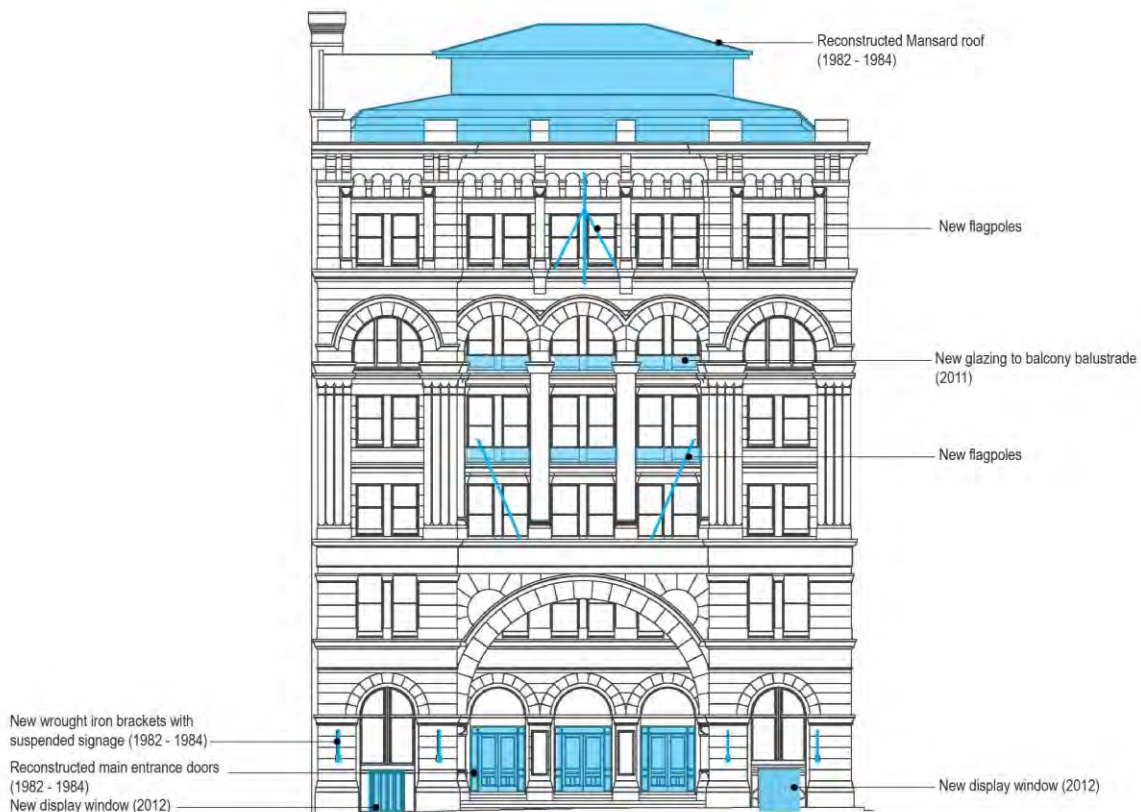 Reconstructed Mansard roof
(1982 - 1984)
New flagpoles
New glazing to balcony balustrade
(2011)
New flagpoles
New wrought iron brackets with
suspended signage (1982 - 1984)
Reconstructed main entrance doors
(1982 - 1984)
New display window (2012)
New display window (2012)